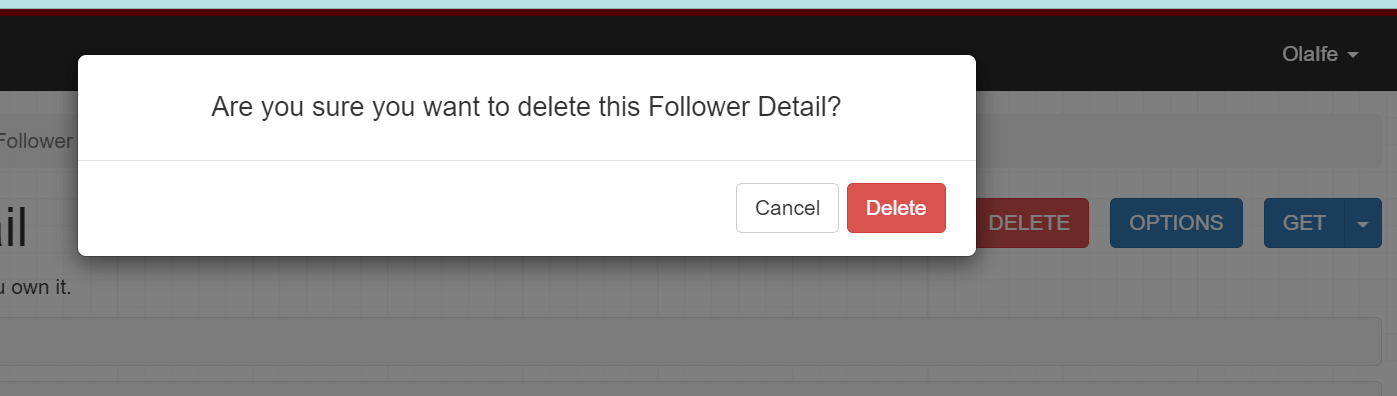 Olalfe
Are you sure you want to delete this Follower Detail?
Follower
Cancel
Delete
il
DELETE
OPTIONS
GET
u own it.